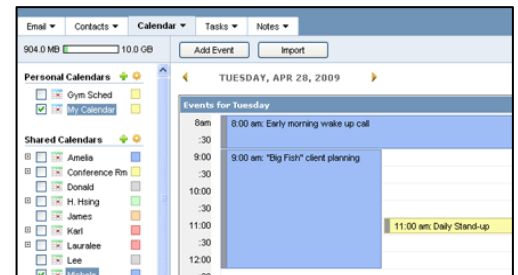 Email Contacts Calendar Tasks Notes
904.0 MB 10.0 GB Add Event Import
Personal Calendars
Gym Sched
My Calendar
Shared Calendars
Amelia
Conference Rm
Donald
H. Hsing
James
Karl
Lauralee
Lee
TUESDAY, APR 28, 2009
Events for Tuesday
8am 8:00 am: Early morning wake up call
:30
9:00 9:00 am: "Big Fish" client planning
:30
10:00
:30
11:00 11:00 am: Daily Stand-up
:30
12:00